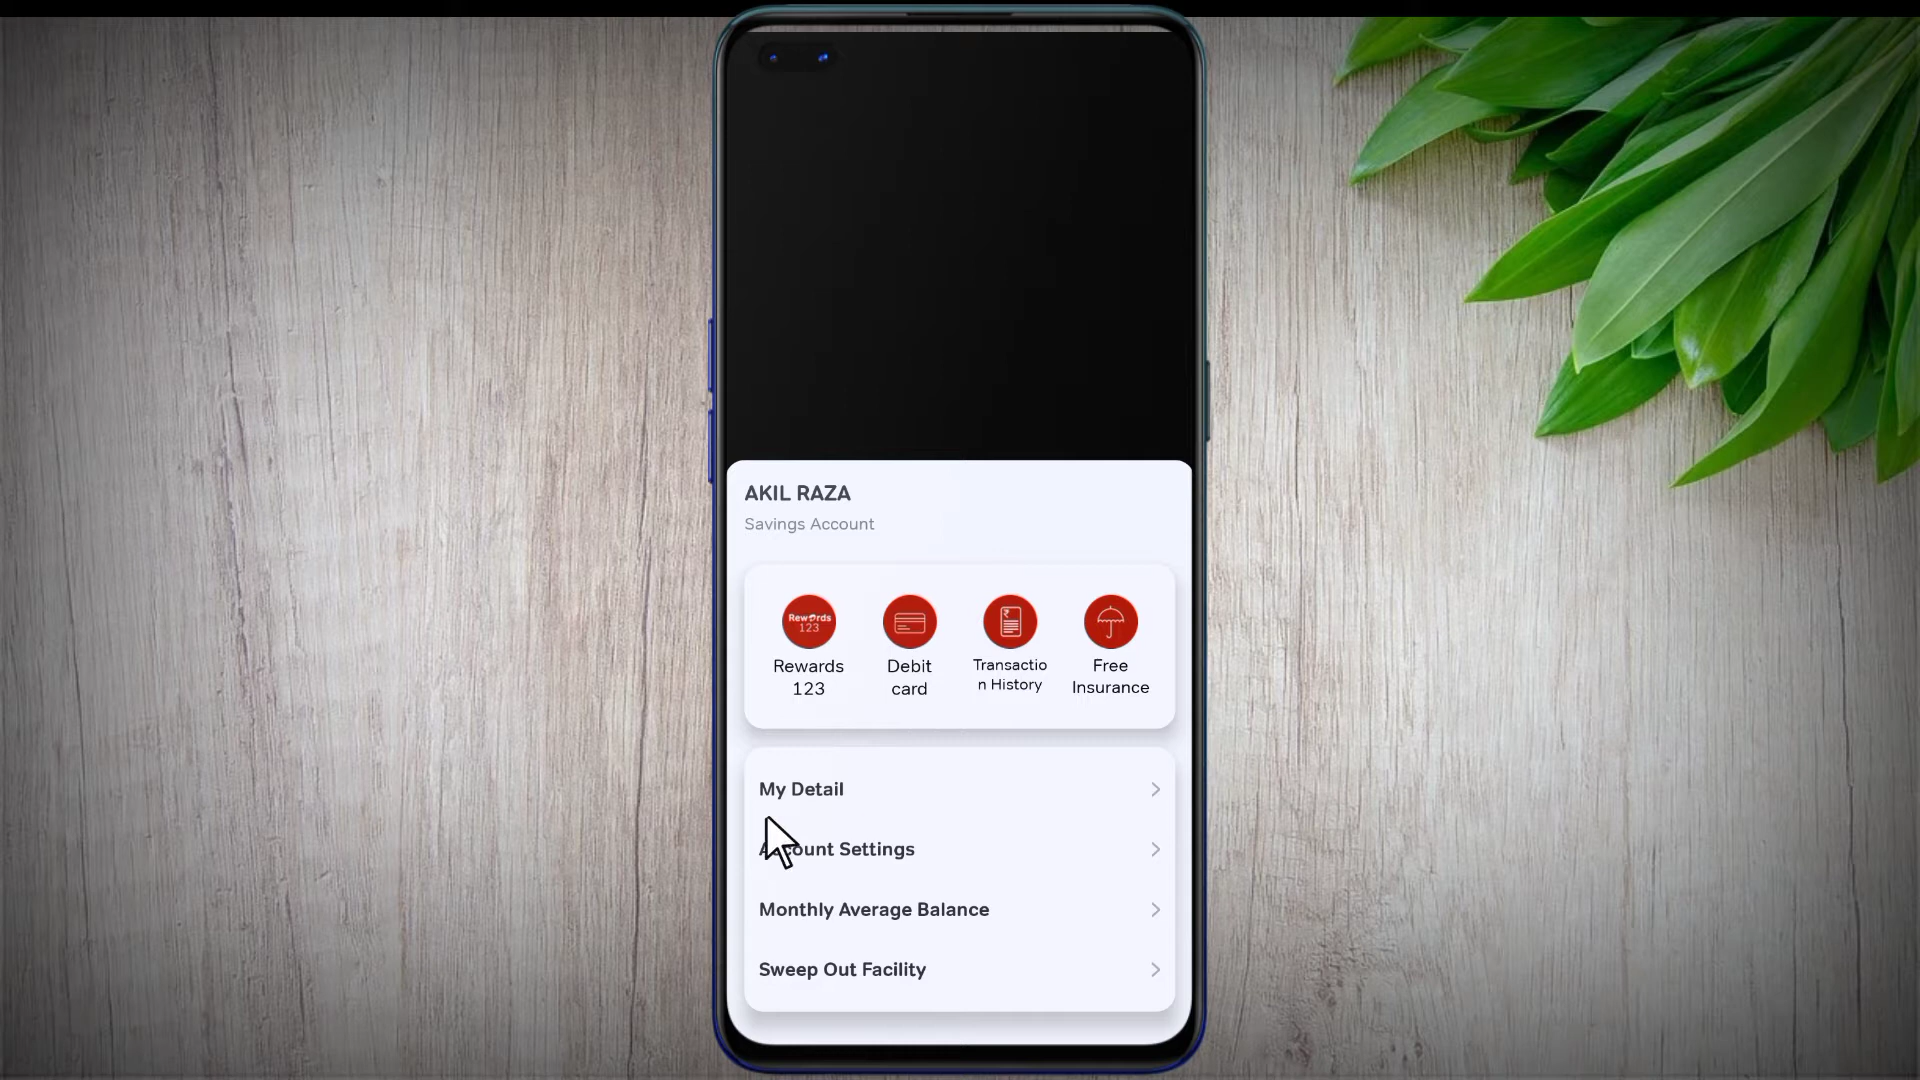 AKIL RAZA
Savings Account
Rewards
123
Rewards
123
Debit
card
Transactio
n History
Free
Insurance
My Detail
Account Settings
Monthly Average Balance
Sweep Out Facility